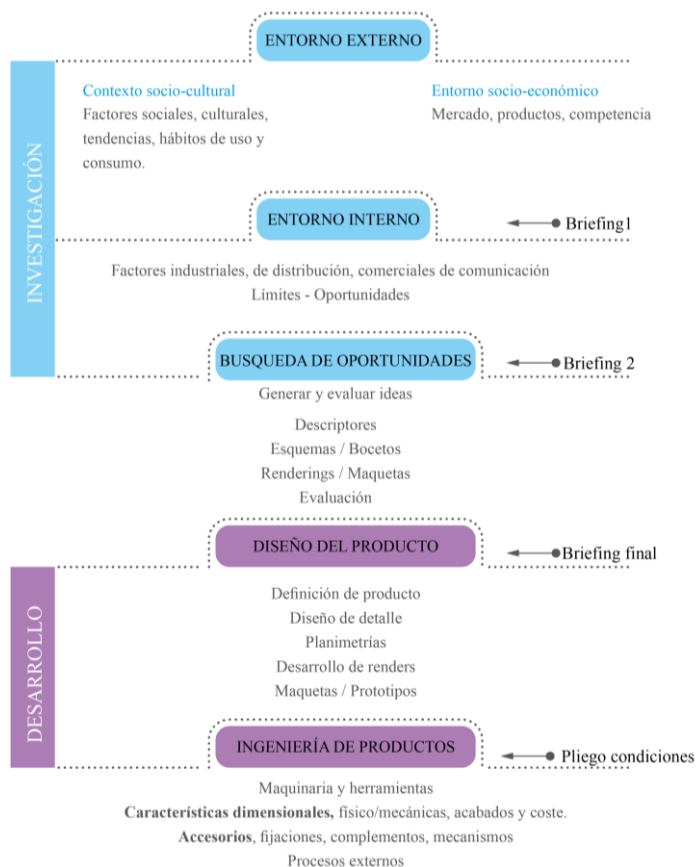 ENTORNO EXTERNO
Contexto socio-cultural
Factores sociales, culturales,
tendencias, hábitos de uso y
consumo.
Entorno socio-económico
Mercado, productos, competencia
INVESTIGACIÓN
ENTORNO INTERNO
Briefing1
Factores industriales, de distribución, comerciales de comunicación
Límites - Oportunidades
BUSQUEDA DE OPORTUNIDADES
Briefing 2
Generar y evaluar ideas
Descriptores
Esquemas / Bocetos
Renderings / Maquetas
Evaluación
DISEÑO DEL PRODUCTO
Briefing final
DESARROLLO
Definición de producto
Diseño de detalle
Planimetrías
Desarrollo de renders
Maquetas / Prototipos
INGENIERÍA DE PRODUCTOS
Pliego condiciones
Maquinaria y herramientas
Características dimensionales, físico/mecánicas, acabados y coste.
Accesorios, fijaciones, complementos, mecanismos
Procesos externos